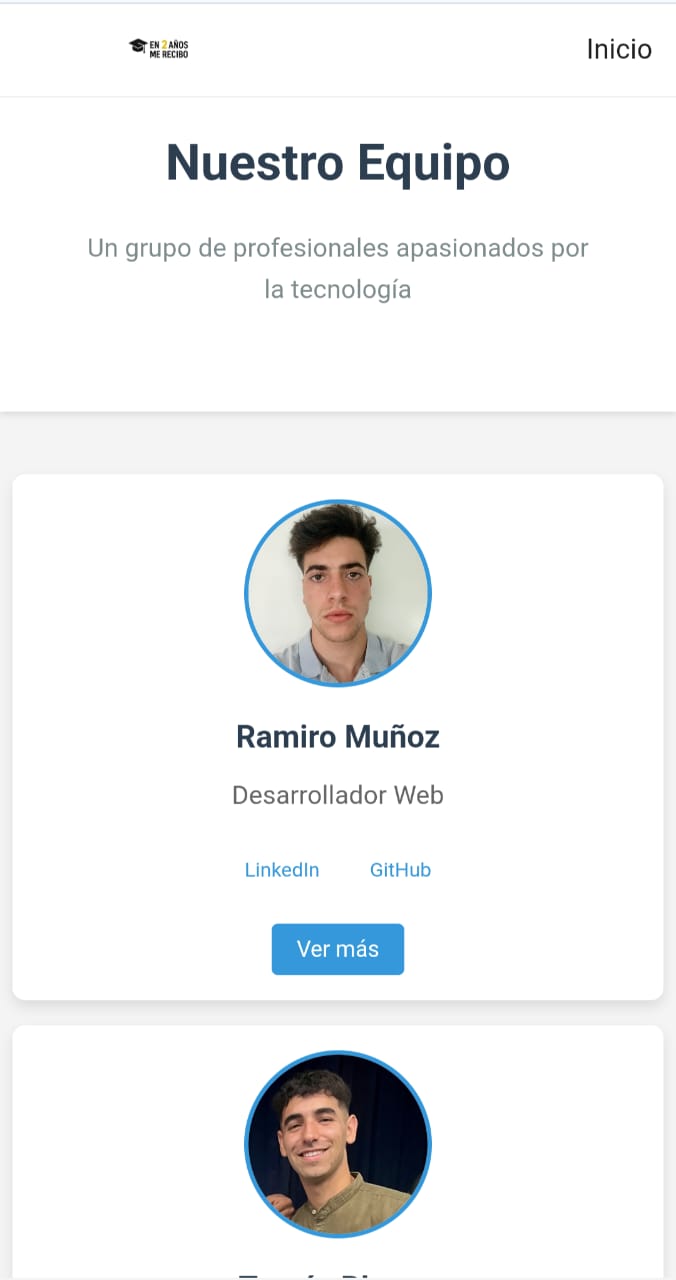 EN 2 AÑOS
ME RECIBO
Inicio
Nuestro Equipo
Un grupo de profesionales apasionados por
la tecnología
Ramiro Muñoz
Desarrollador Web
LinkedIn GitHub
Ver más